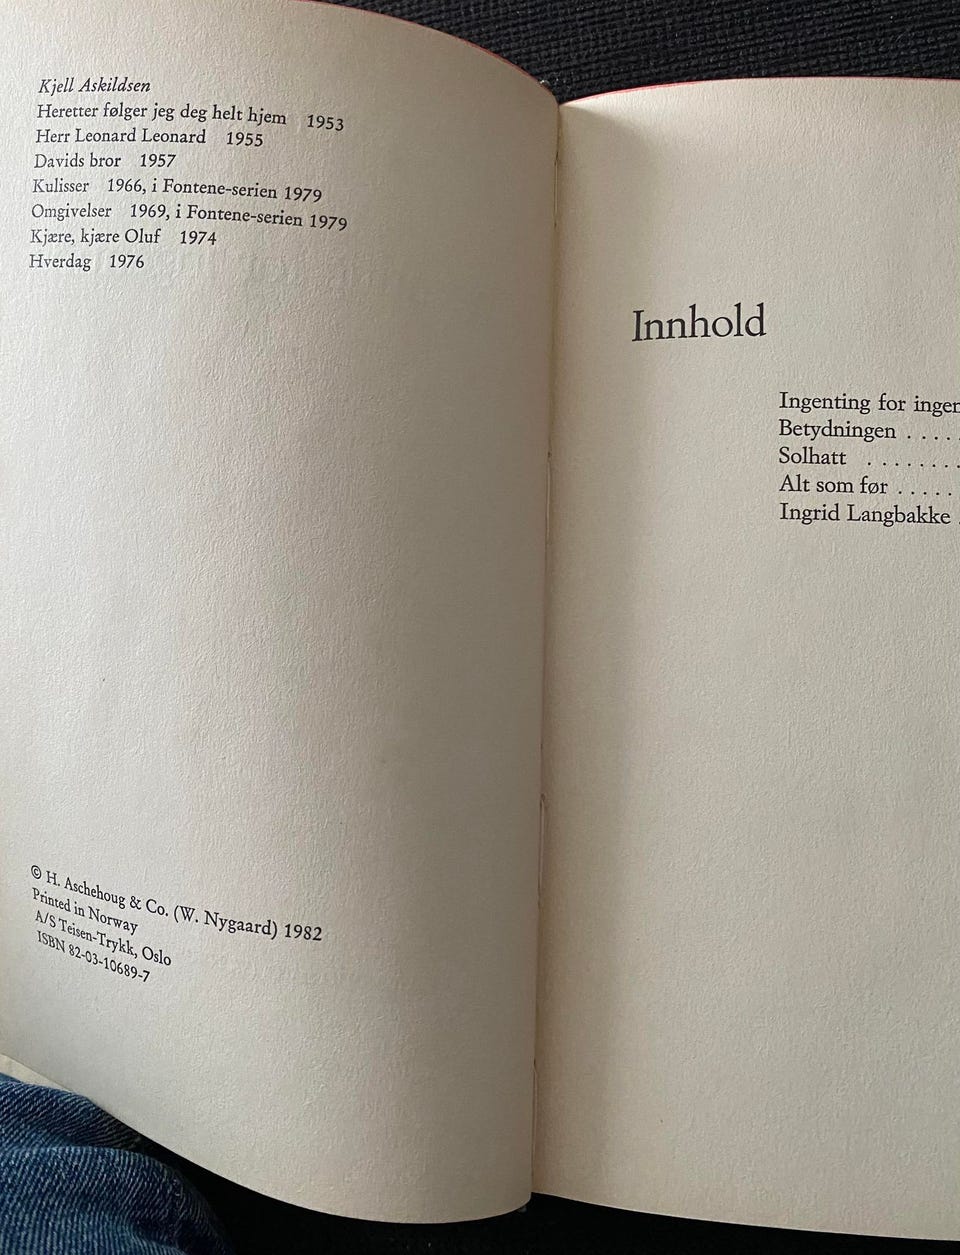 Kjell Askildsen
Heretter følger jeg deg helt hjem 1953
Herr Leonard Leonard 1955
Davids bror 1957
Kulisser 1966, i Fontene-serien 1979
Omgivelser 1969, i Fontene-serien 1979
Kjære, kjære Oluf 1974
Hverdag 1976
© H. Aschehoug & Co. (W. Nygaard) 1982
Printed in Norway
A/S Teisen-Trykk, Oslo
ISBN 82-03-10689-7
Innhold
Ingenting for
Betydningen . . . .
Solhatt . . . . . . . .
Alt som før . . . . .
Ingrid Langbakke .